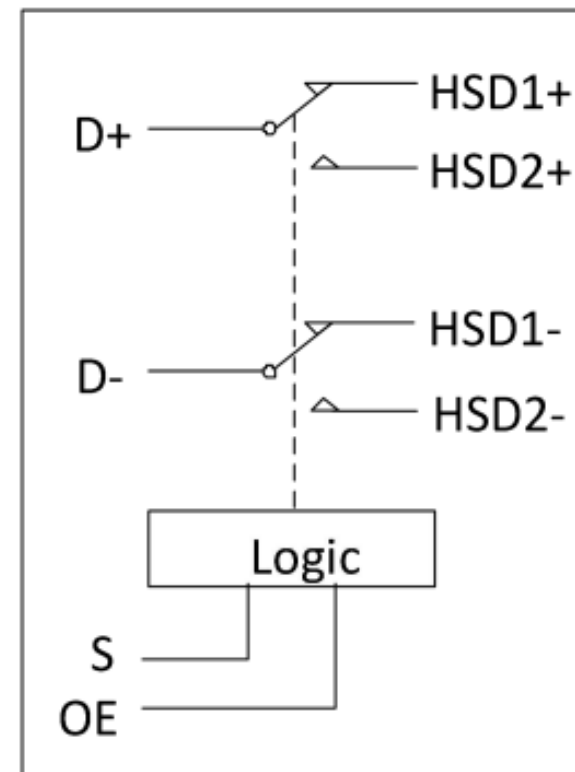 HSD1+
D+
HSD2+
HSD1-
D-
HSD2-
Logic
S
OE